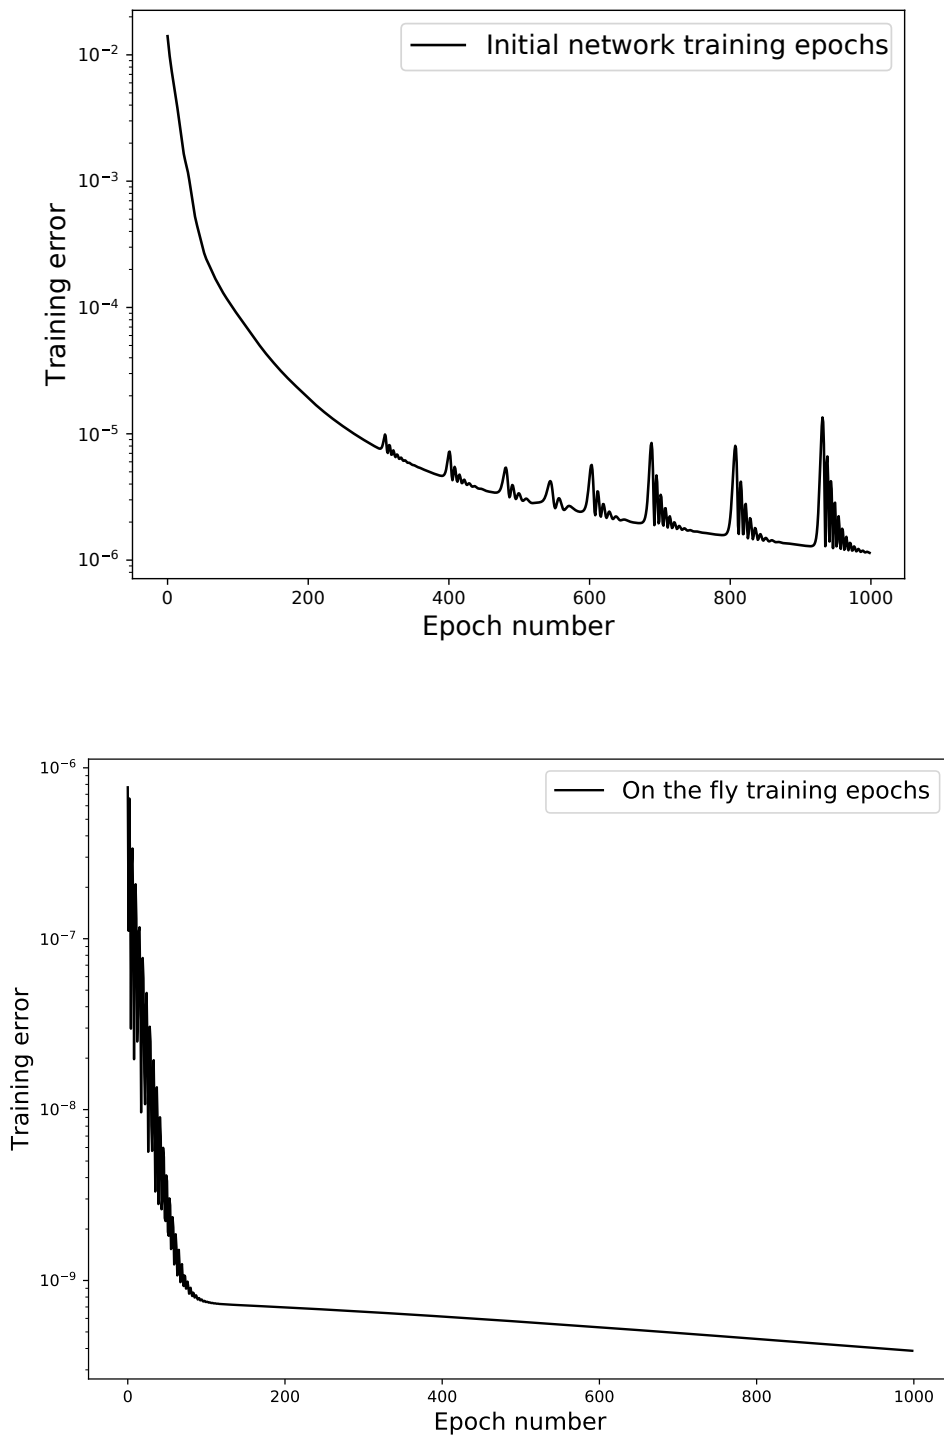 Initial network training epochs
10−2
10−3
10−4
10−5
10−6
Training error
0 200 400 600 800 1000
Epoch number
On the fly training epochs
10−6
10−7
10−8
10−9
Training error
0 200 400 600 800 1000
Epoch number